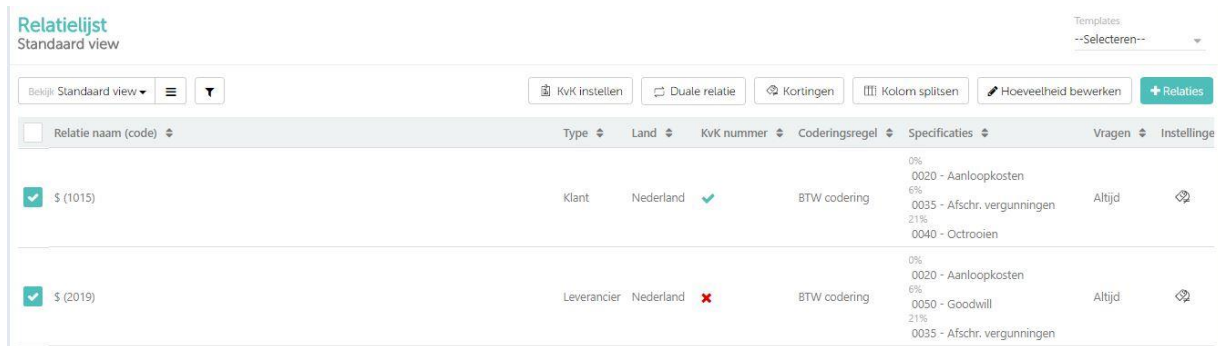 Relatielijst
Standaard view
Templates
--Selecteren--
Bekijk Standaard view
KvK instellen
Duale relatie
Kortingen
Kolom splitsen
Hoeveelheid bewerken
+ Relaties
Relatie naam (code) Type Land KvK nummer Coderingsregel Specificaties Vragen Instellinge
$ (1015) Klant Nederland BTW codering
0%
0020 - Aanloopkosten
6%
0035 - Afschr. vergunningen
21%
0040 - Octrooien
Altijd
$ (2019) Leverancier Nederland BTW codering
0%
0020 - Aanloopkosten
6%
0050 - Goodwill
21%
0035 - Afschr. vergunningen
Altijd